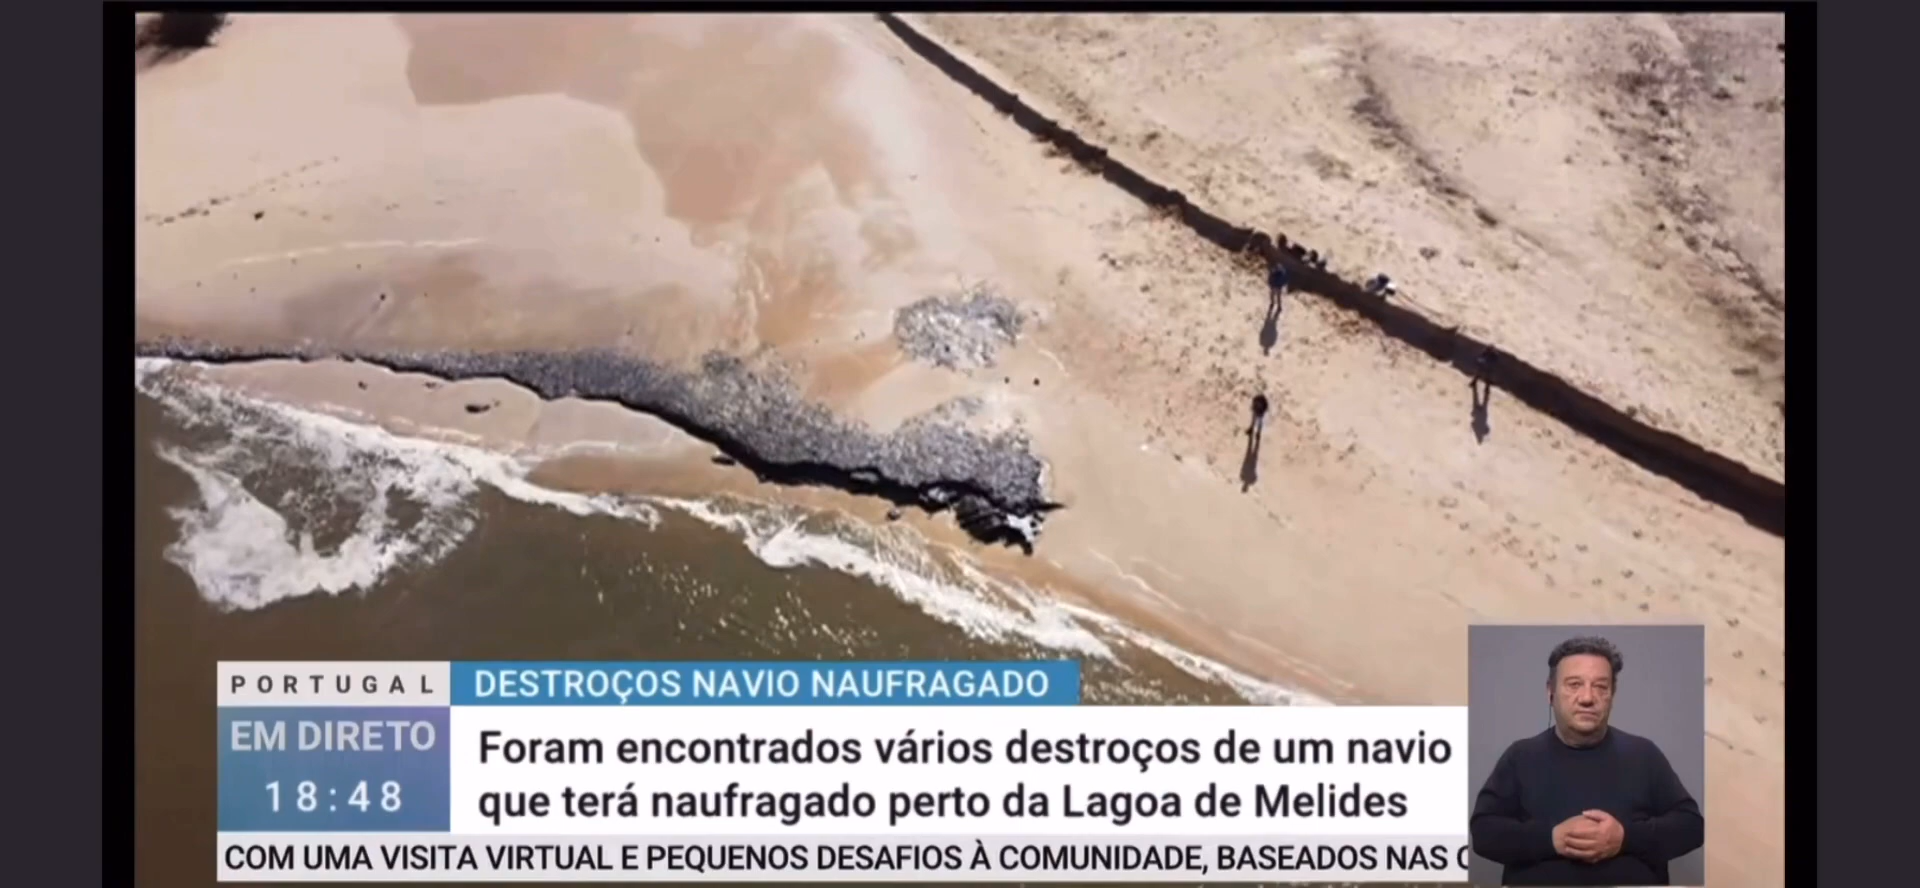 PORTUGAL
DESTROÇOS NAVIO NAUFRAGADO
EM DIRETO
18:48
Foram encontrados vários destroços de um navio
que terá naufragado perto da Lagoa de Melides
COM UMA VISITA VIRTUAL E PEQUENOS DESAFIOS À COMUNIDADE, BASEADOS NAS